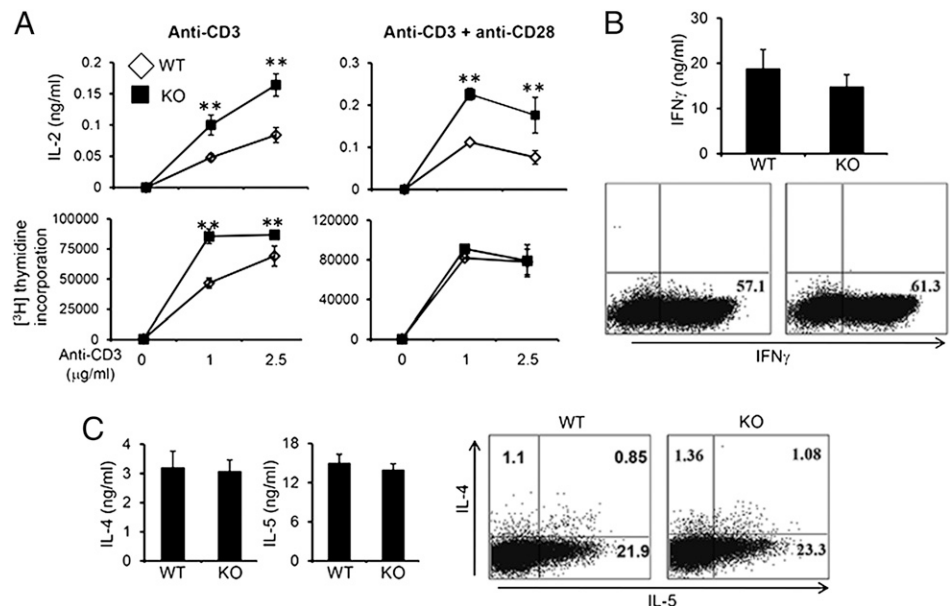 A
Anti-CD3
Anti-CD3 + anti-CD28
WT
KO
IL-2 (ng/ml)
0.2
0.15
0.1
0.05
0
**
**
0.3
0.2
0.1
0
**
**
[³H] thymidine
incorporation
100000
75000
50000
25000
0
**
**
120000
80000
40000
0
Anti-CD3
(μg/ml)
0
1
2.5
0
1
2.5
B
IFNγ (ng/ml)
30
20
10
0
WT
KO
57.1
61.3
IFNγ
C
IL-4 (ng/ml)
4
3
2
1
0
WT
KO
IL-5 (ng/ml)
18
12
6
0
WT
KO
WT
KO
IL-4
1.1
0.85
21.9
1.36
1.08
23.3
IL-5